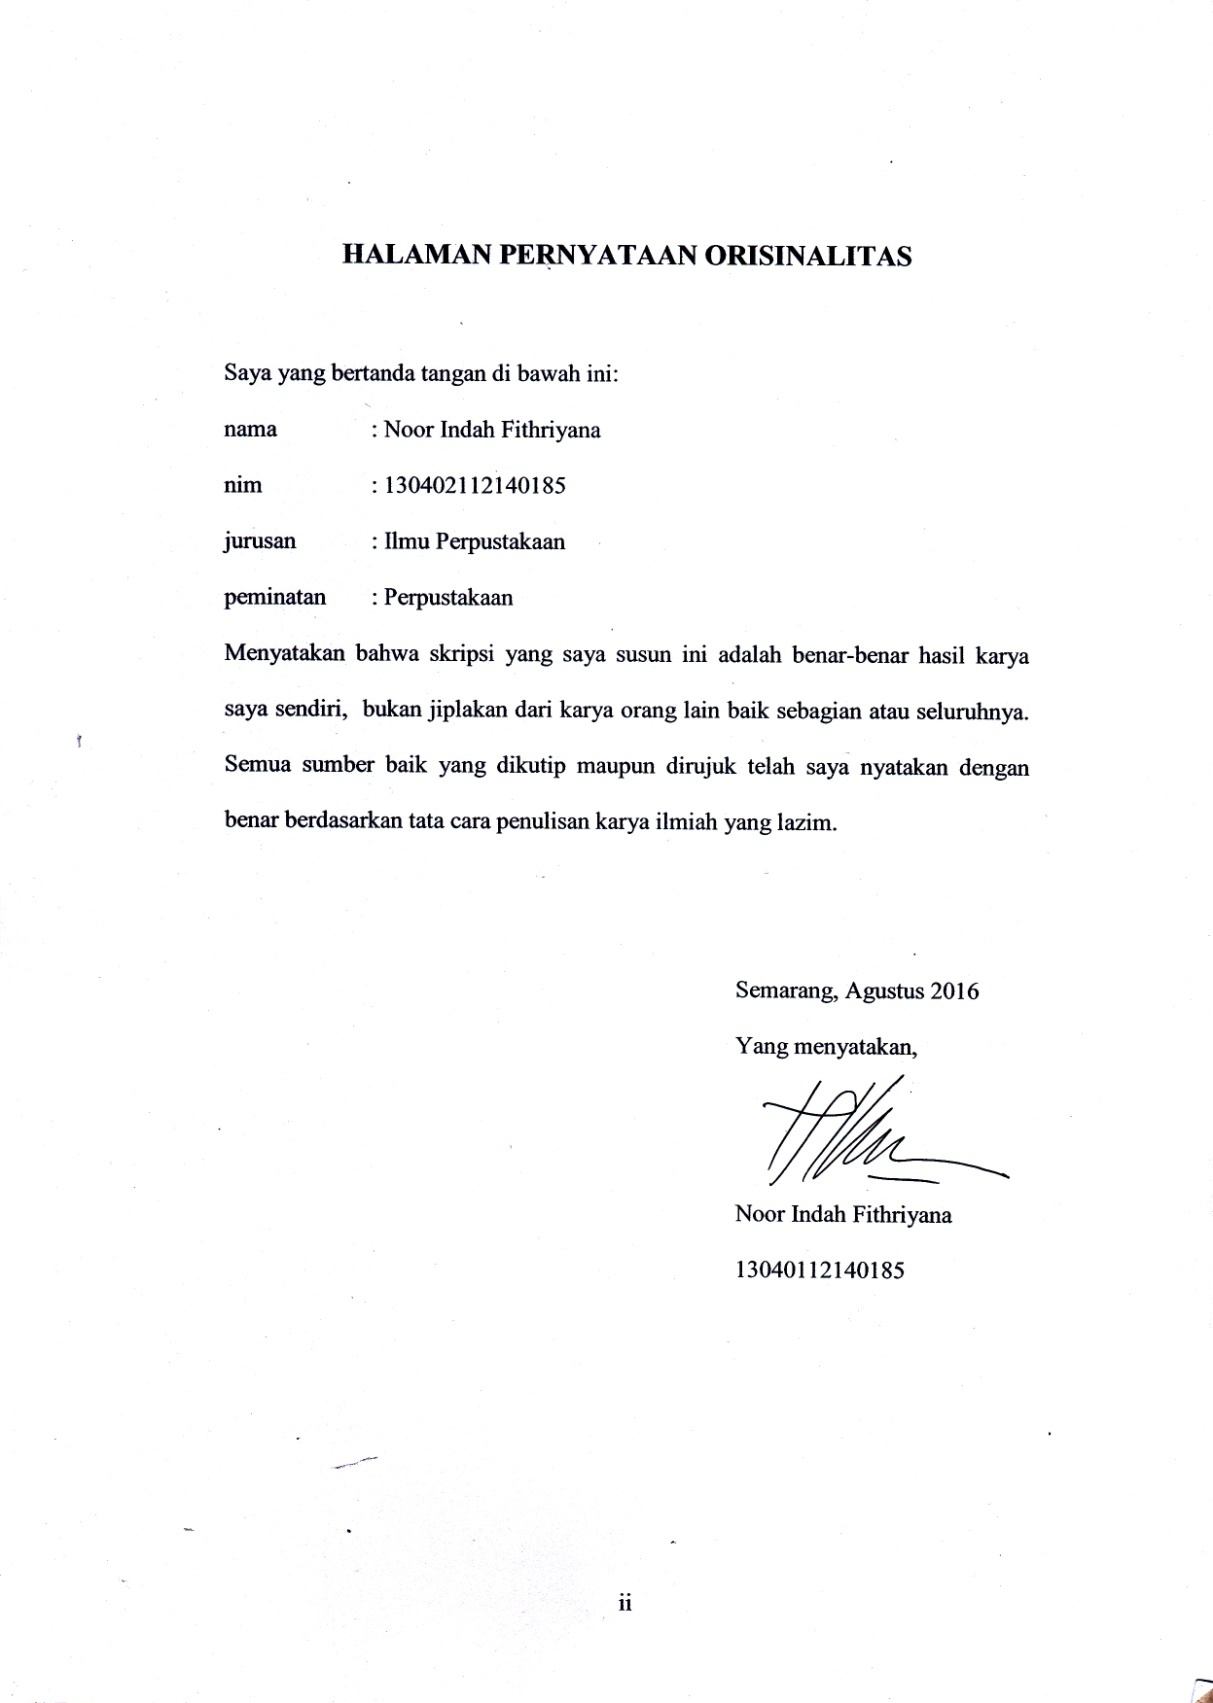 HALAMAN PERNYATAAN ORISINALITAS
Saya yang bertanda tangan di bawah ini:
nama : Noor Indah Fithriyana
nim : 130402112140185
jurusan : Ilmu Perpustakaan
peminatan : Perpustakaan
Menyatakan bahwa skripsi yang saya susun ini adalah benar-benar hasil karya
saya sendiri, bukan jiplakan dari karya orang lain baik sebagian atau seluruhnya.
Semua sumber baik yang dikutip maupun dirujuk telah saya nyatakan dengan
benar berdasarkan tata cara penulisan karya ilmiah yang lazim.
Semarang, Agustus 2016
Yang menyatakan,
Noor Indah Fithriyana
13040112140185
ii